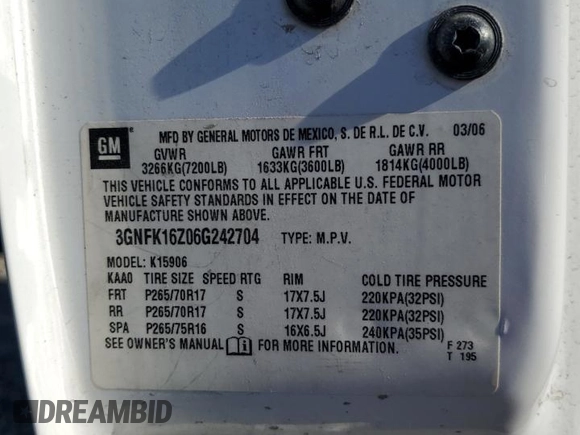 GM
MFD BY GENERAL MOTORS DE MEXICO, S. DE R.L. DE C.V. 03/06
GVWR GAWR FRT GAWR RR
3266KG(7200LB) 1633KG(3600LB) 1814KG(4000LB)
THIS VEHICLE CONFORMS TO ALL APPLICABLE U.S. FEDERAL MOTOR
VEHICLE SAFETY STANDARDS IN EFFECT ON THE DATE OF
MANUFACTURE SHOWN ABOVE.
3GNFK16Z06G242704 TYPE: M.P.V.
MODEL: K15906
KAA0 TIRE SIZE SPEED RTG RIM COLD TIRE PRESSURE
FRT P265/70R17 S 17X7.5J 220KPA(32PSI)
RR P265/70R17 S 17X7.5J 220KPA(32PSI)
SPA P265/75R16 S 16X6.5J 240KPA(35PSI)
SEE OWNER'S MANUAL FOR MORE INFORMATION.
F 273
T 195
DREAMBID